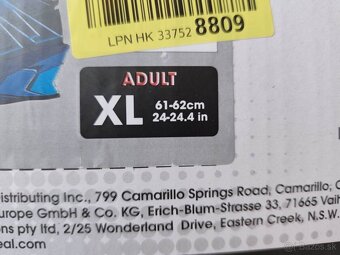 LPN HK 33752 8809
ADULT
XL 61-62cm
24-24.4 in
istributing Inc., 799 Camarillo Springs Road, Camarillo, C
urope GmbH & Co. KG, Erich-Blum-Strasse 33, 71665 Vaih
ons pty ltd, 2/25 Wonderland Drive, Eastern Creek, N.S.W.
eal.com